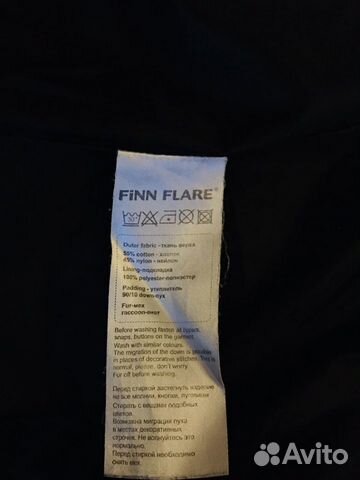 FiNN FLARE®
30°
Outer fabric - ткань верха
55% cotton - хлопок
45% nylon - нейлон
Lining-подкладка
100% polyester-полиэстер
Padding - утеплитель
90/10 down-пух
Fur-мех
raccoon-енот
Before washing fasten all zippers,
snaps, buttons on the garment.
Wash with similar colours.
The migration of the down is possible
in places of decorative stitches. This is
normal, please, don't worry.
Fur off before washing.
Перед стиркой застегнуть изделие
на все молнии, кнопки, пуговицы
Стирать с вещами подобных
цветов.
Возможна миграция пуха
в местах декоративных
строчек. Не волнуйтесь это
нормально.
Перед стиркой необходимо
снять мех.
Avito